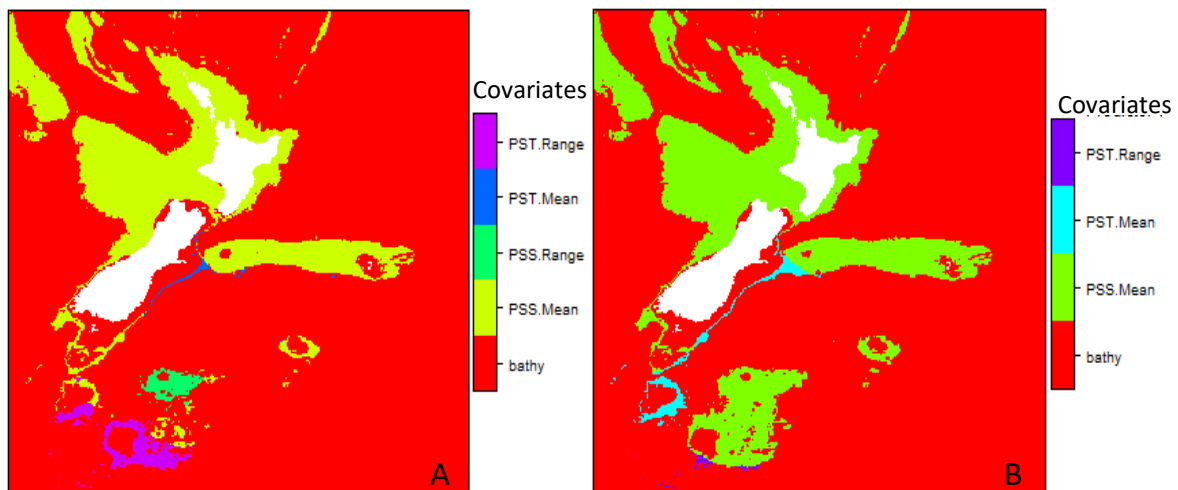 Covariates
PST.Range
PST.Mean
PSS.Range
PSS.Mean
bathy
A
Covariates
PST.Range
PST.Mean
PSS.Mean
bathy
B